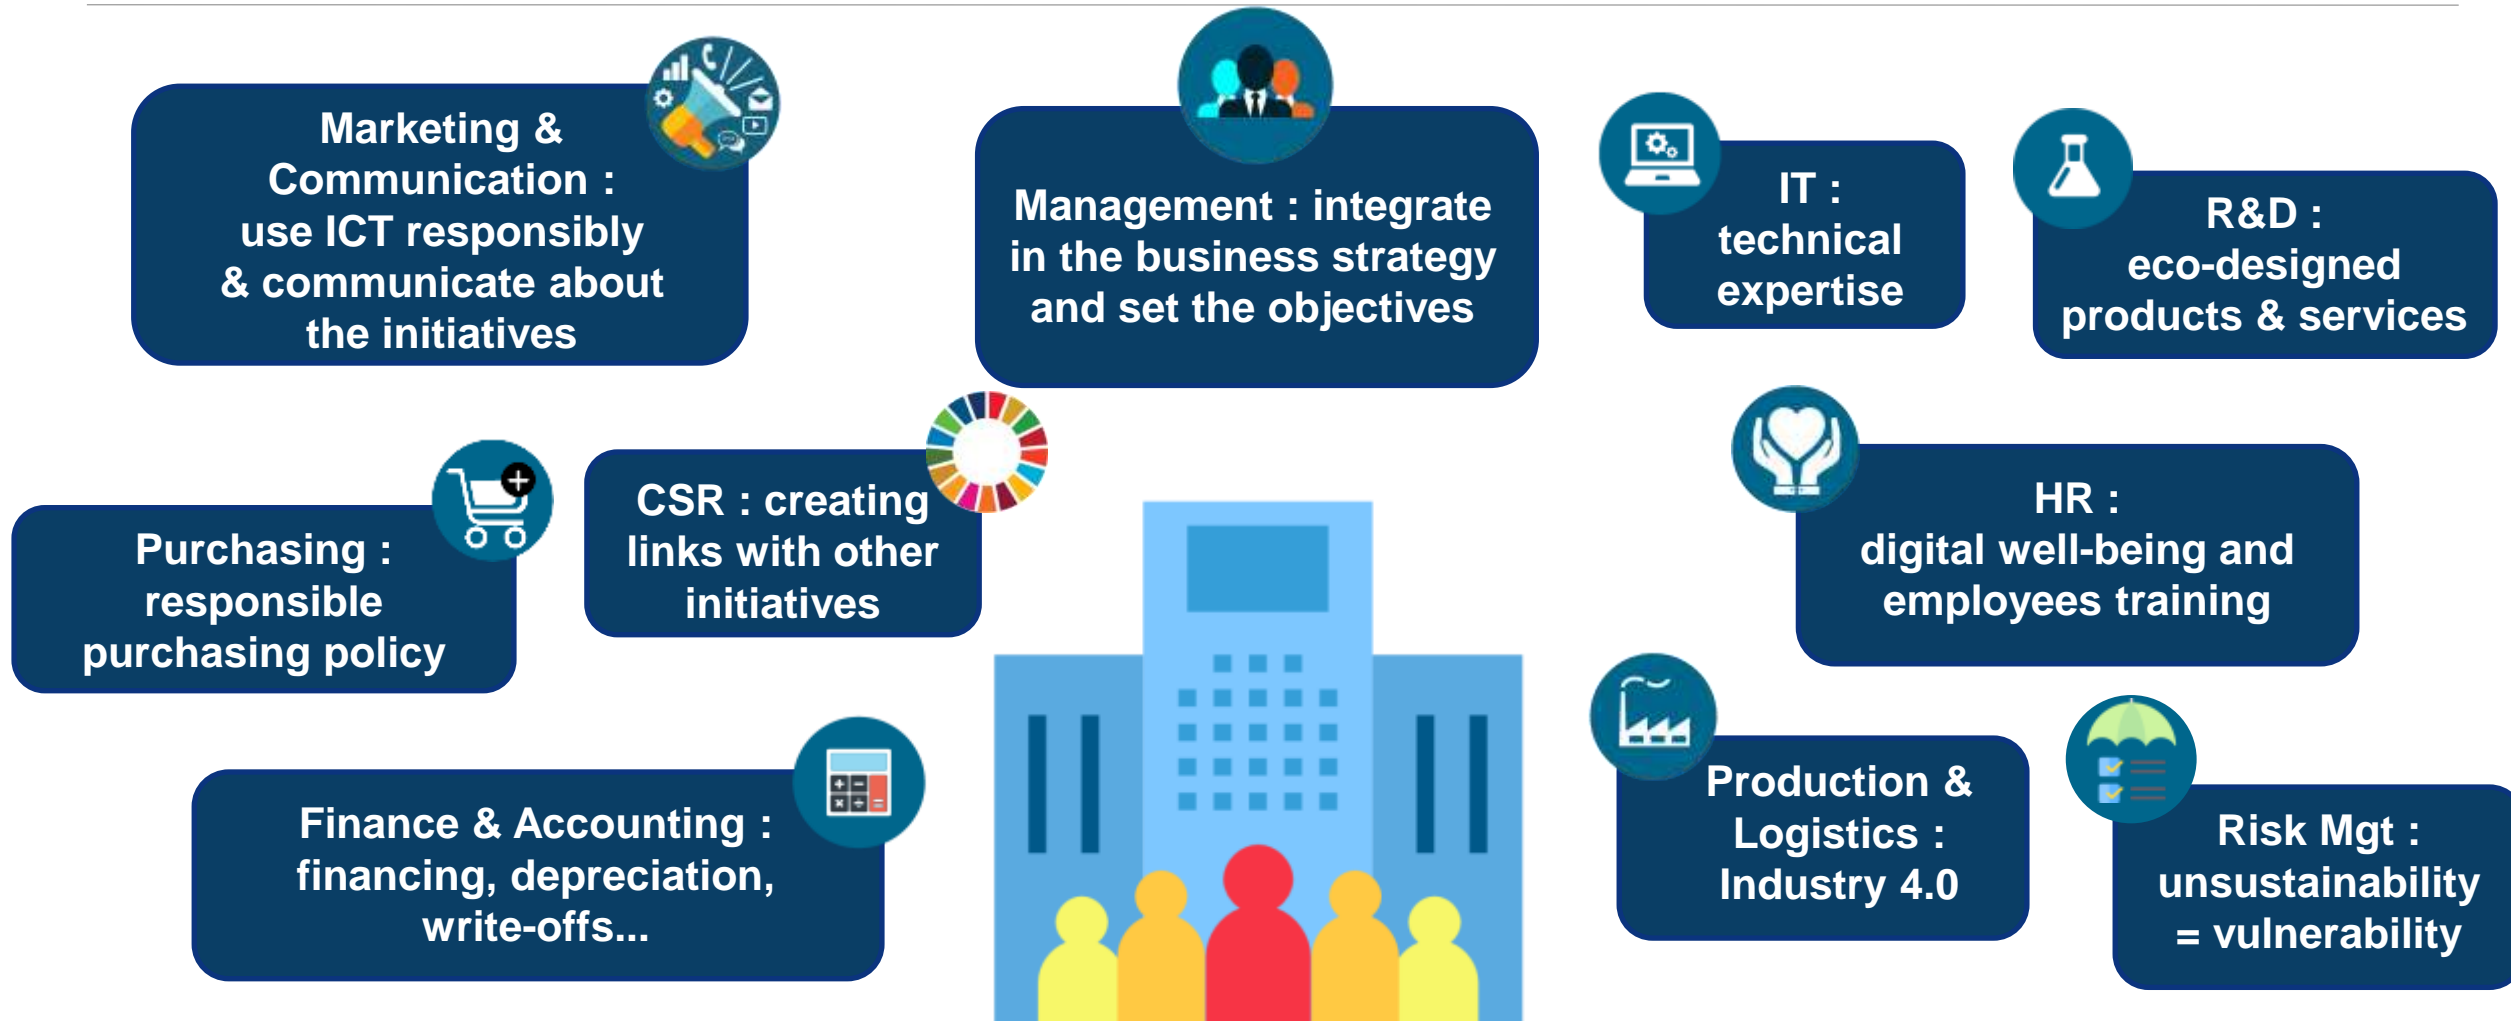 Marketing &
Communication :
use ICT responsibly
& communicate about
the initiatives
Management : integrate
in the business strategy
and set the objectives
IT :
technical
expertise
R&D :
eco-designed
products & services
Purchasing :
responsible
purchasing policy
CSR : creating
links with other
initiatives
HR :
digital well-being and
employees training
Finance & Accounting :
financing, depreciation,
write-offs...
Production &
Logistics :
Industry 4.0
Risk Mgt :
unsustainability
= vulnerability